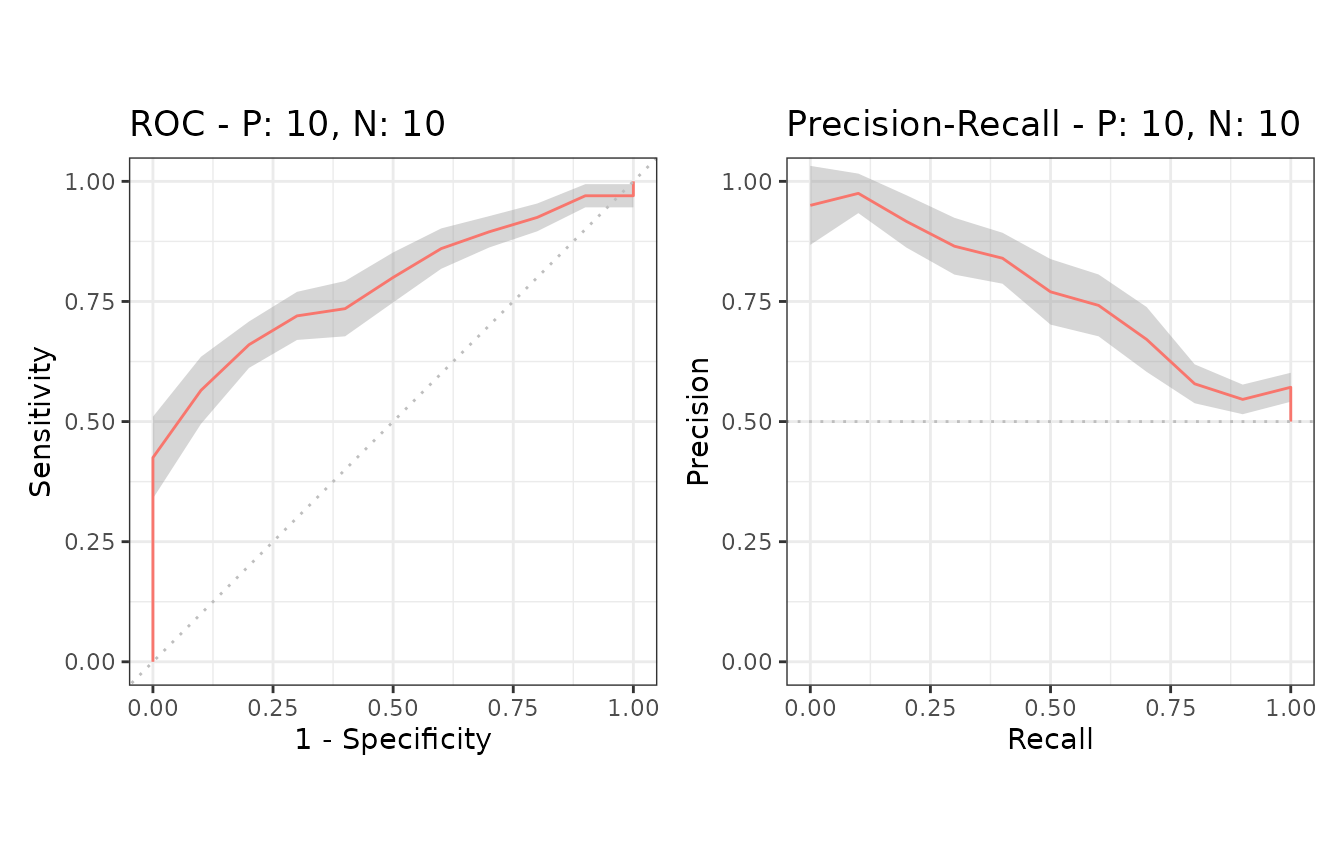 ROC - P: 10, N: 10
Sensitivity
1.00
0.75
0.50
0.25
0.00
0.00 0.25 0.50 0.75 1.00
1 - Specificity
Precision-Recall - P: 10, N: 10
Precision
1.00
0.75
0.50
0.25
0.00
0.00 0.25 0.50 0.75 1.00
Recall